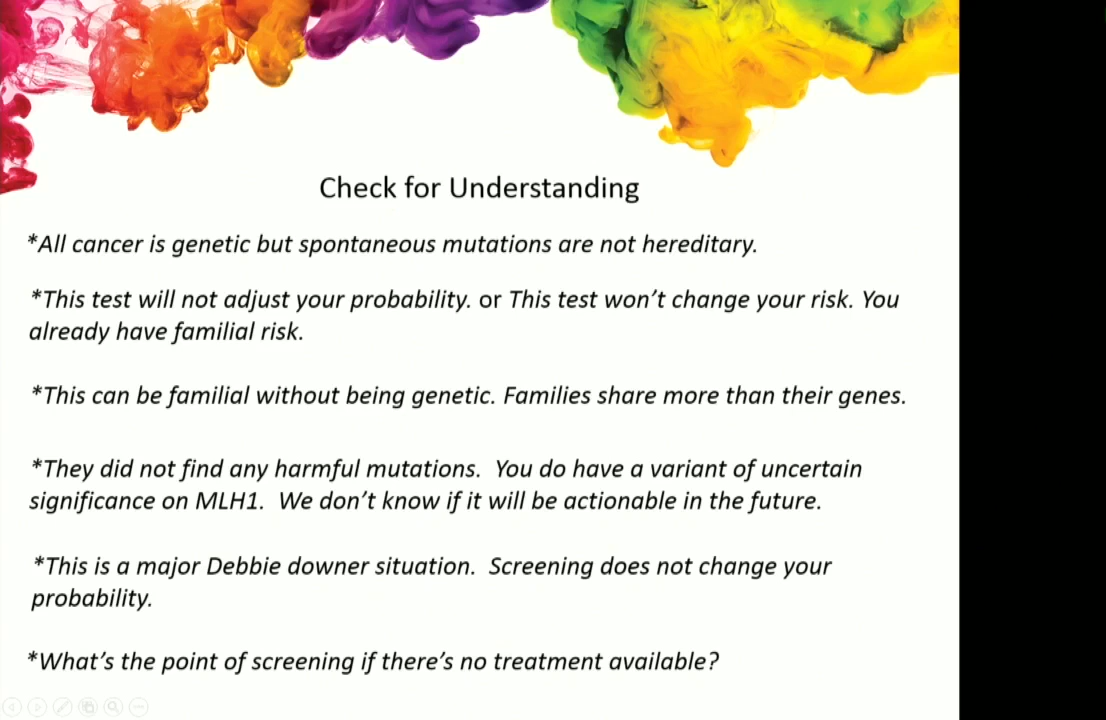 Check for Understanding
*All cancer is genetic but spontaneous mutations are not hereditary.
*This test will not adjust your probability. or This test won’t change your risk. You
already have familial risk.
*This can be familial without being genetic. Families share more than their genes.
*They did not find any harmful mutations.  You do have a variant of uncertain
significance on MLH1.  We don’t know if it will be actionable in the future.
*This is a major Debbie downer situation.  Screening does not change your
probability.
*What’s the point of screening if there’s no treatment available?